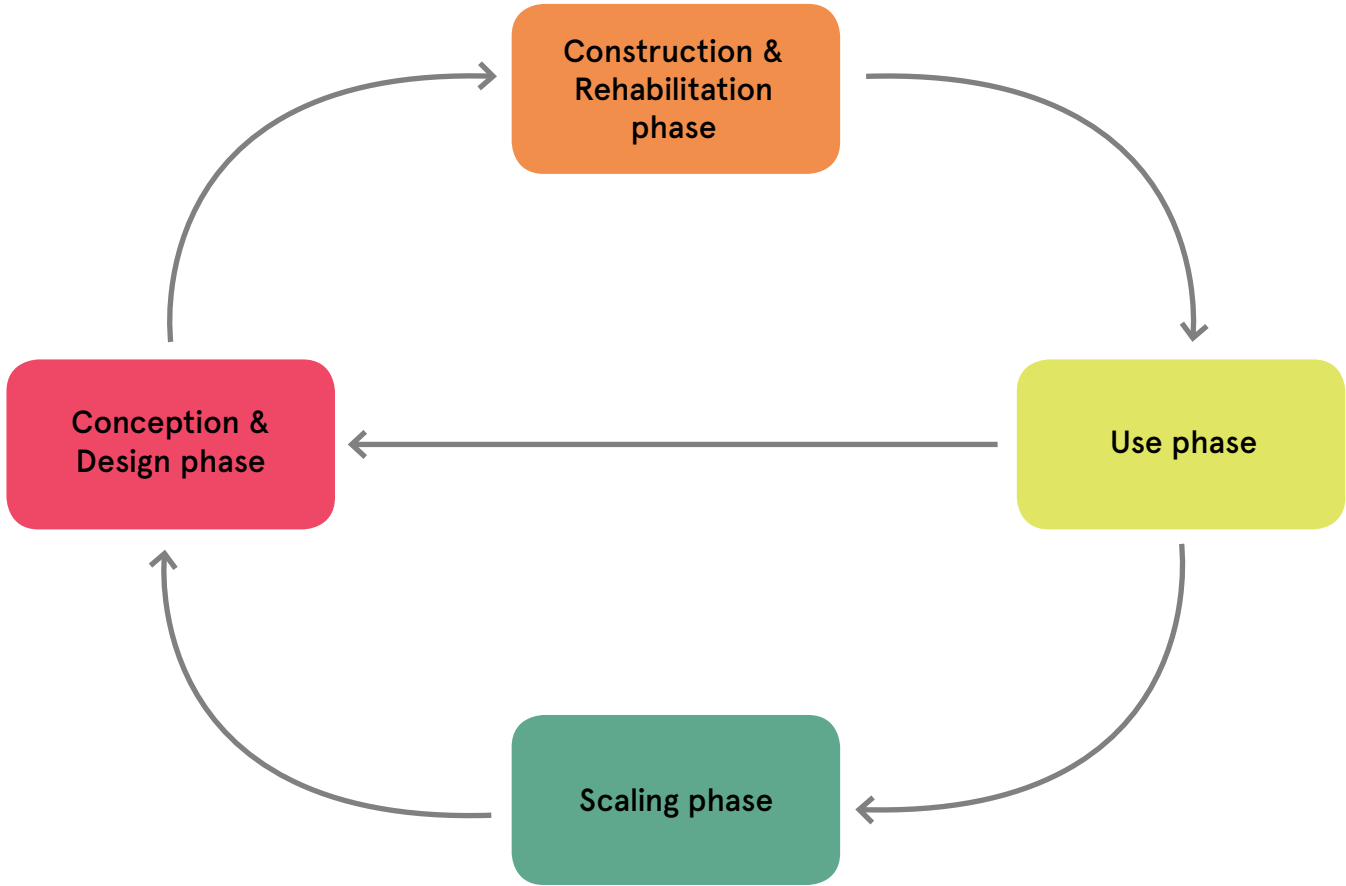 Construction &
Rehabilitation
phase
Conception &
Design phase
Use phase
Scaling phase